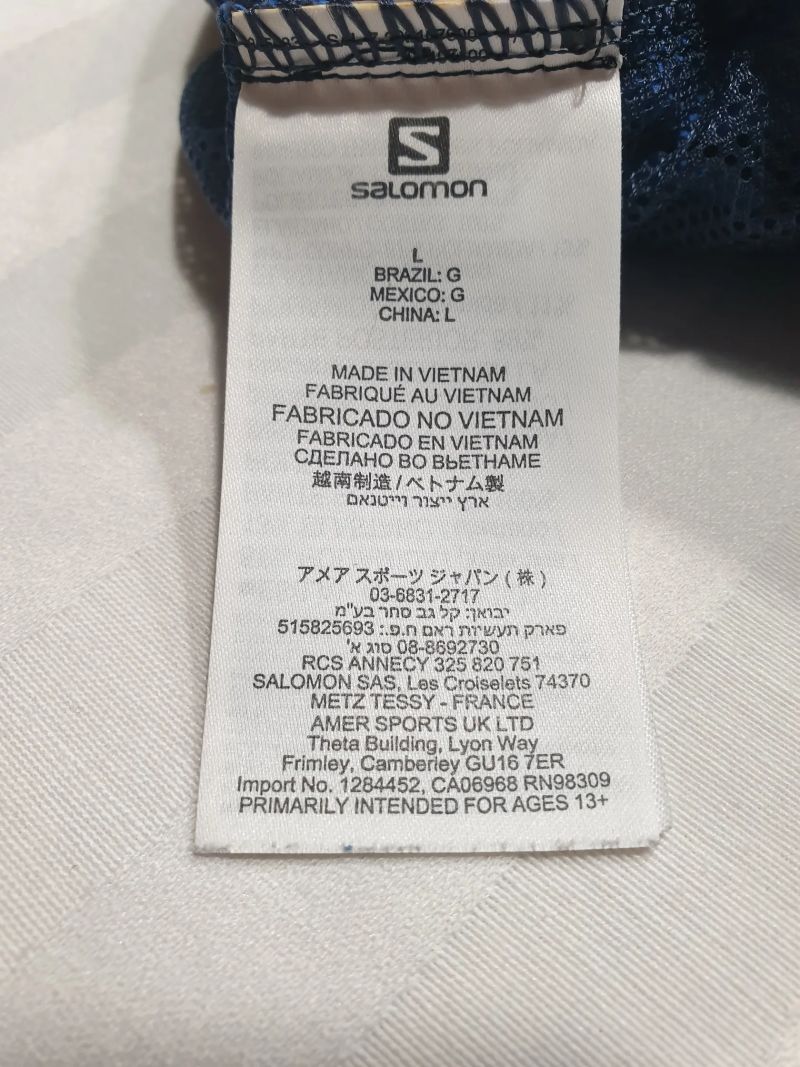 S
SALOMON
L
BRAZIL: G
MEXICO: G
CHINA: L
MADE IN VIETNAM
FABRIQUÉ AU VIETNAM
FABRICADO NO VIETNAM
FABRICADO EN VIETNAM
СДЕЛАНО ВО ВЬЕТНАМЕ
越南制造 / ベトナム製
ארץ ייצור וייטנאם
アメア スポーツ ジャパン ( 株 )
03-6831-2717
יבואן: קל גב סחר בע"מ
פארק תעשיות ראם ח.פ.: 515825693
08-8692730 סוג א'
RCS ANNECY 325 820 751
SALOMON SAS, Les Croiselets 74370
METZ TESSY - FRANCE
AMER SPORTS UK LTD
Theta Building, Lyon Way
Frimley, Camberley GU16 7ER
Import No. 1284452, CA06968 RN98309
PRIMARILY INTENDED FOR AGES 13+